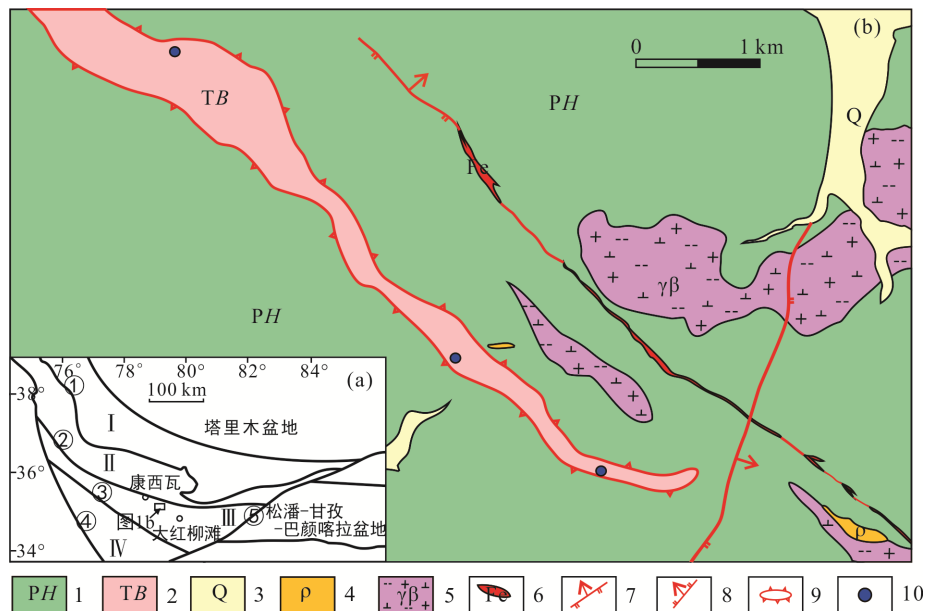 (b)
0 1 km
TB
PH
Q
Fe
γβ
PH
(a)
76° 78° 80° 82° 84°
100 km
38°
①
Ⅰ
塔里木盆地
②
Ⅱ
36°
康西瓦
③
Ⅲ
⑤
松潘-甘孜
-巴颜喀拉盆地
图1b
大红柳滩
④
Ⅳ
34°
ρ
PH 1 TB 2 Q 3 ρ 4 γβ 5 Fe 6 7 8 9 10